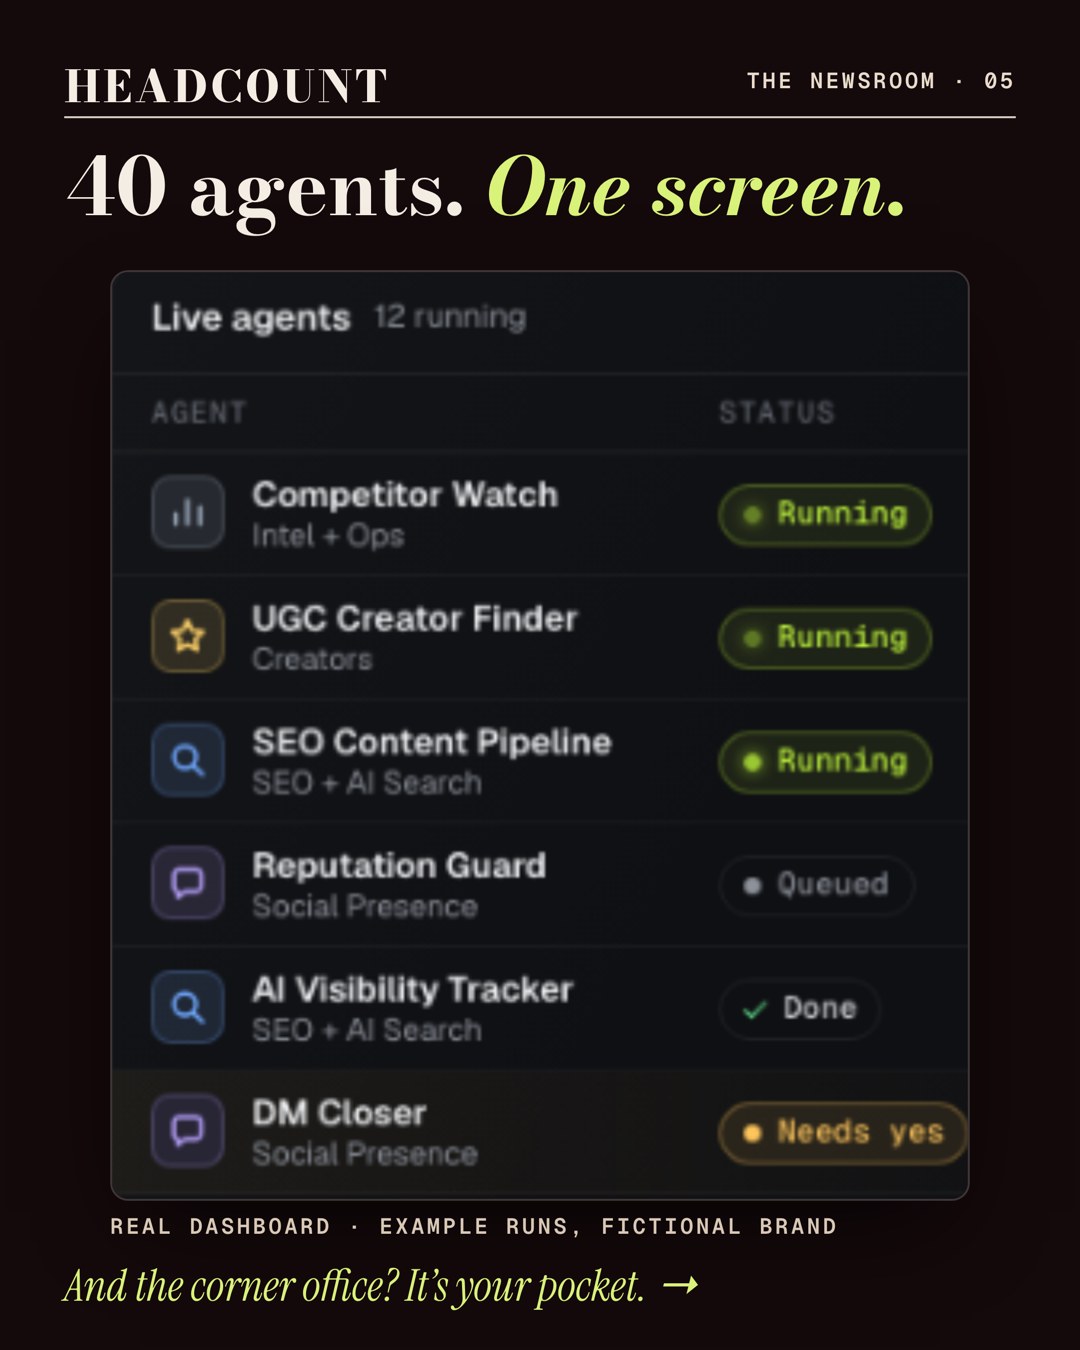 HEADCOUNT
THE NEWSROOM · 05
40 agents. One screen.
Live agents 12 running
AGENT STATUS
Competitor Watch
Intel + Ops
Running
UGC Creator Finder
Creators
Running
SEO Content Pipeline
SEO + AI Search
Running
Reputation Guard
Social Presence
Queued
AI Visibility Tracker
SEO + AI Search
Done
DM Closer
Social Presence
Needs yes
REAL DASHBOARD · EXAMPLE RUNS, FICTIONAL BRAND
And the corner office? It's your pocket. →